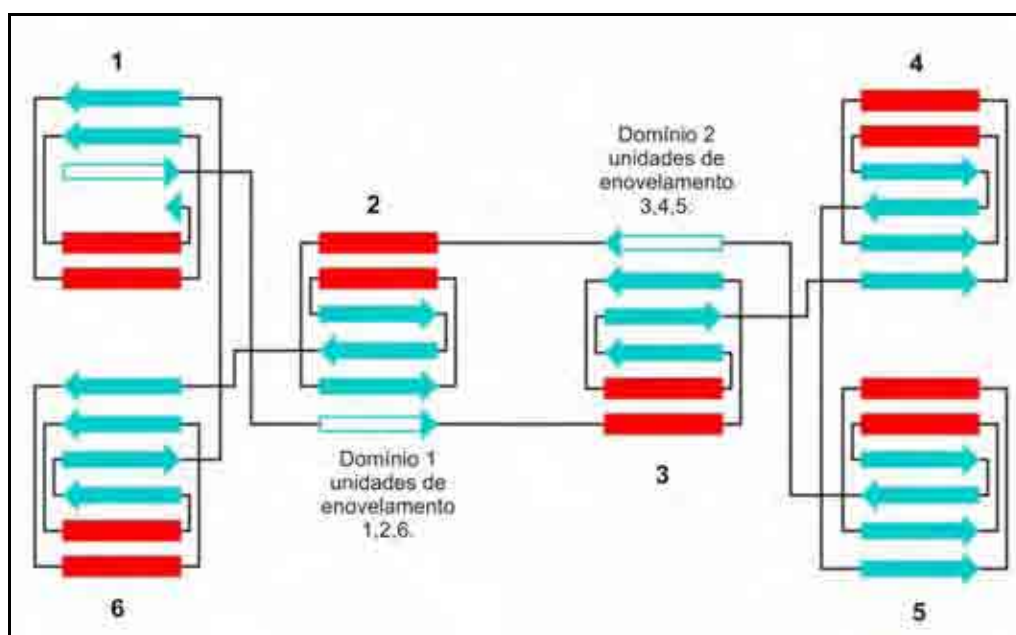 1
4
Domínio 2
unidades de
enovelamento
3,4,5.
2
Domínio 1
unidades de
enovelamento
1,2,6.
3
6
5